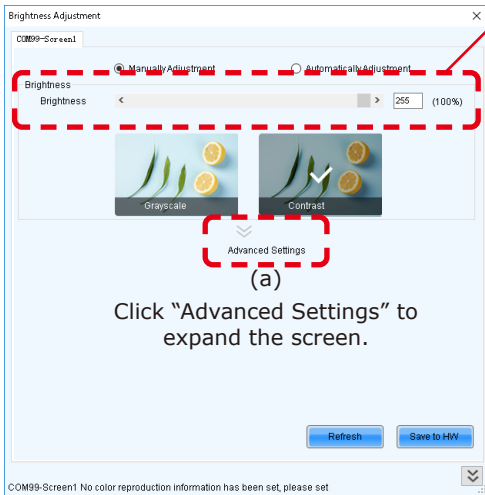 Brightness Adjustment
COM99-Screen1
Manually Adjustment Automatically Adjustment
Brightness
Brightness 255 (100%)
Grayscale Contrast
Advanced Settings
(a)
Click “Advanced Settings” to
expand the screen.
Refresh Save to HW
COM99-Screen1 No color reproduction information has been set, please set